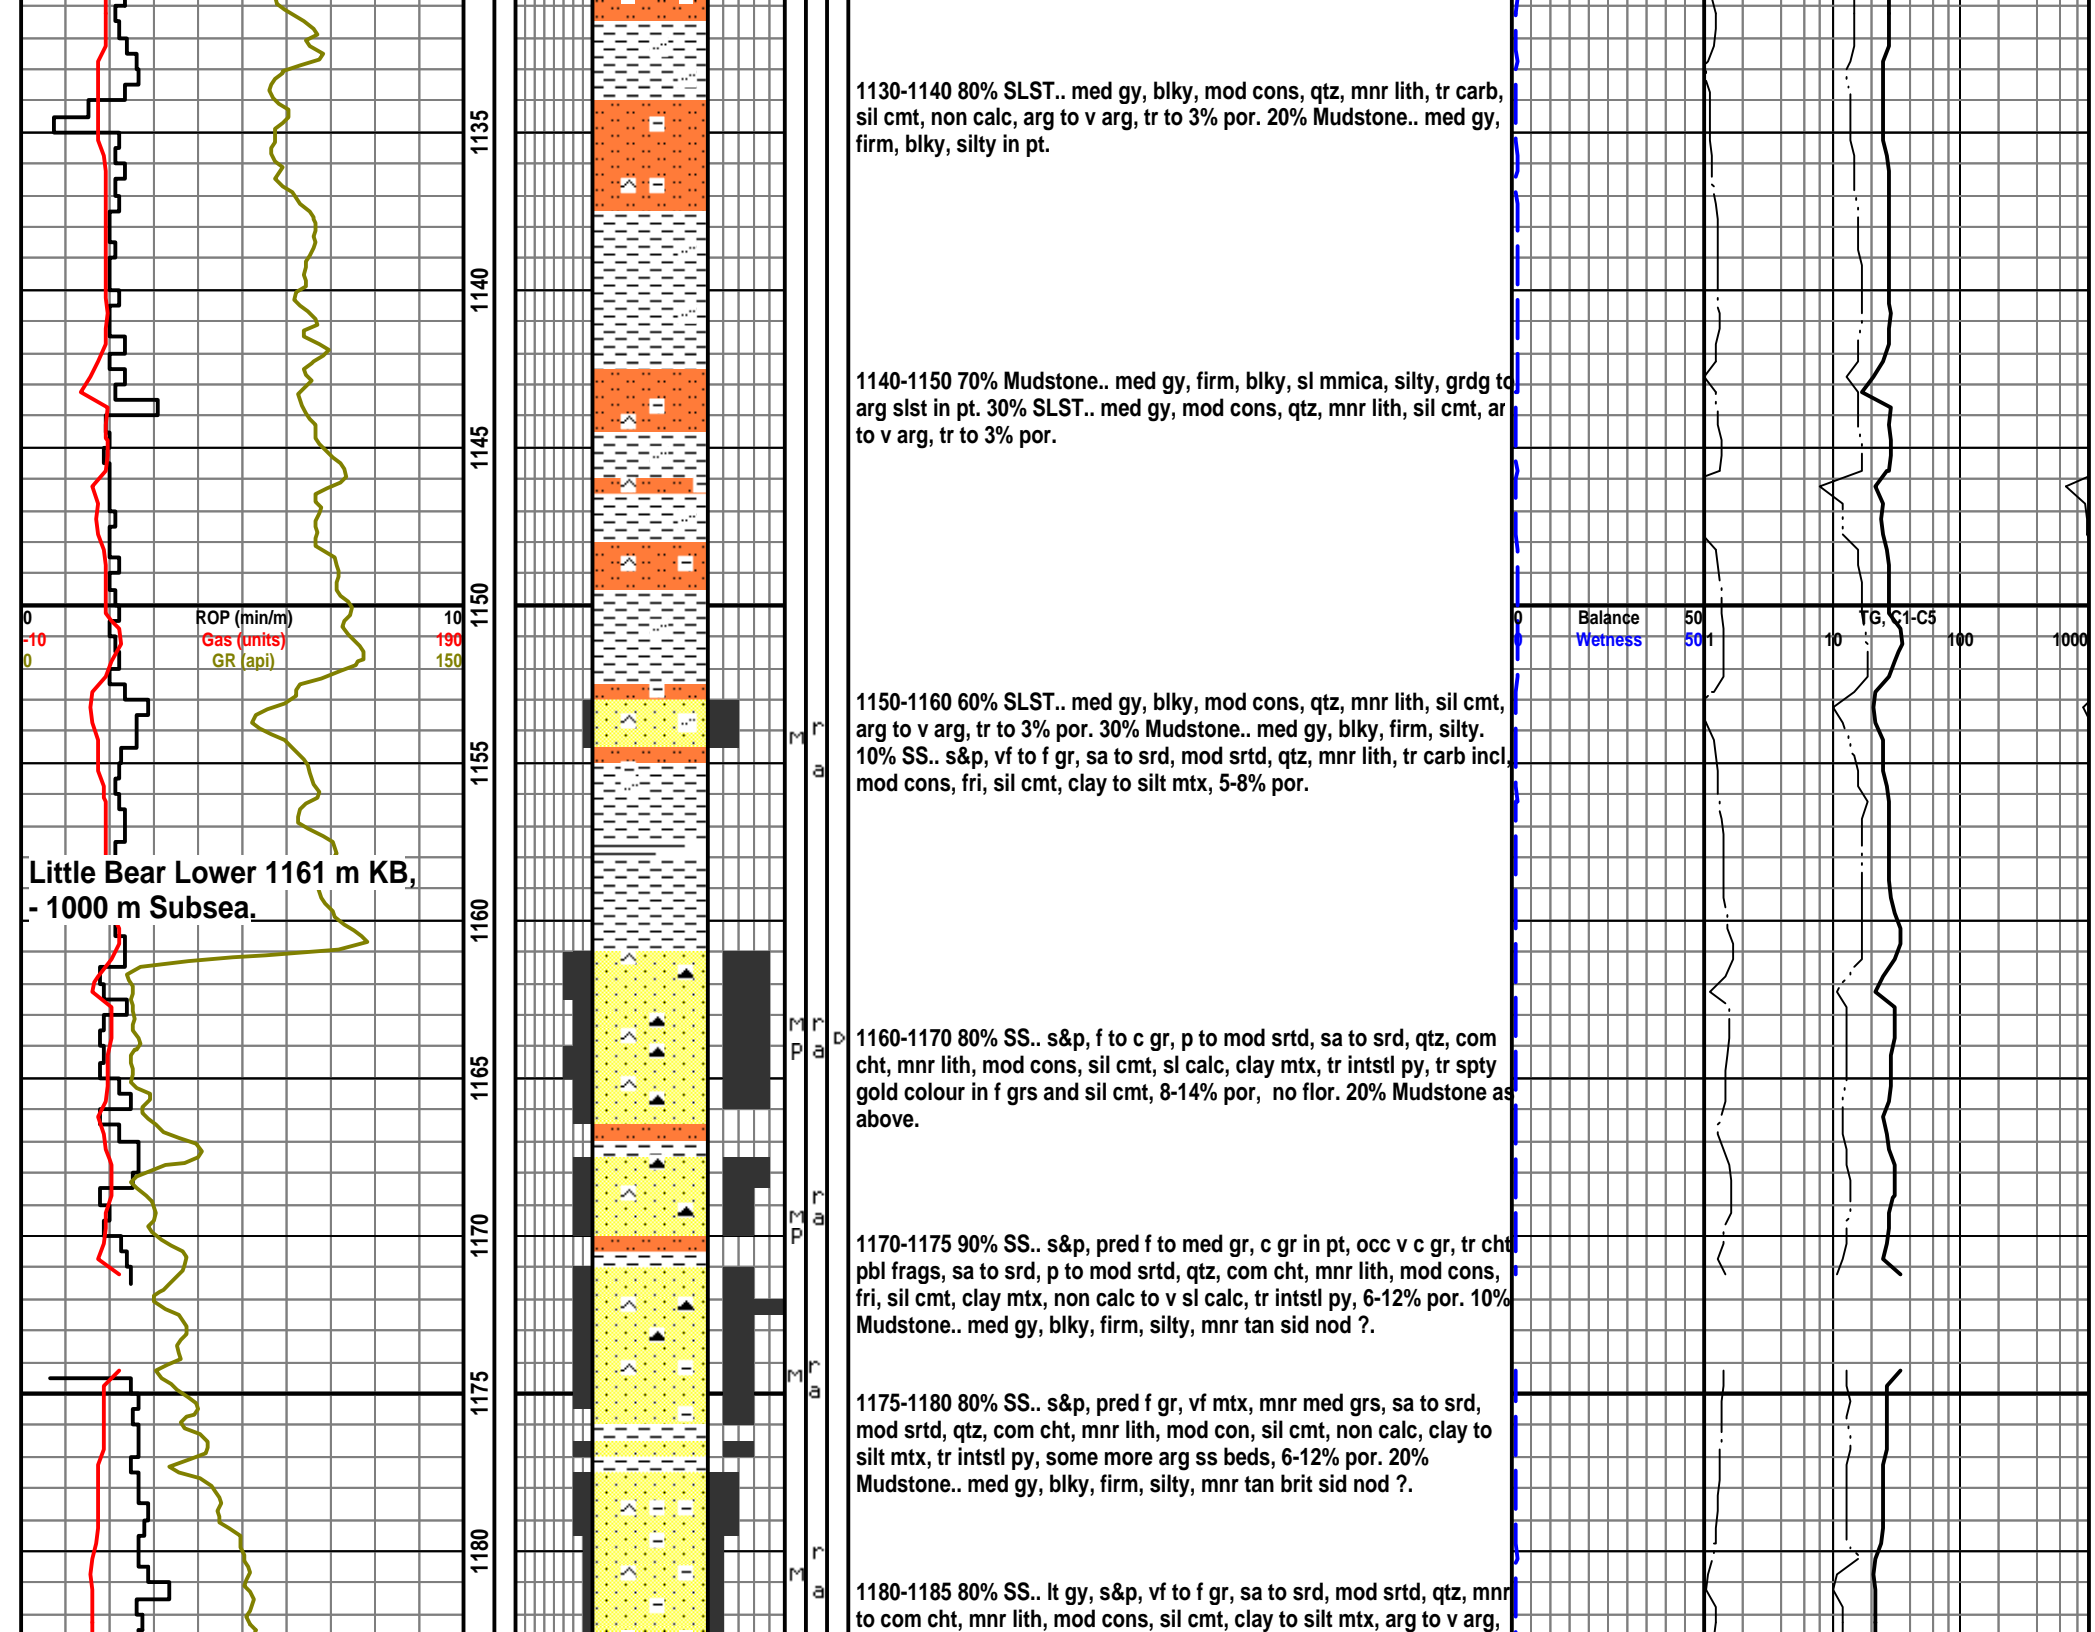 1130-1140 80% SLST.. med gy, blky, mod cons, qtz, mnr lith, tr carb,
sil cmt, non calc, arg to v arg, tr to 3% por. 20% Mudstone.. med gy,
firm, blky, silty in pt.
1135
1140
1140-1150 70% Mudstone.. med gy, firm, blky, sl mmica, silty, grdg to
arg slst in pt. 30% SLST.. med gy, mod cons, qtz, mnr lith, sil cmt, ar
to v arg, tr to 3% por.
1145
1150
0 ROP (min/m) 10
-10 Gas (units) 190
0 GR (api) 150
0 Balance 50
0 Wetness 50
TG, C1-C5
1 10 100 1000
1150-1160 60% SLST.. med gy, blky, mod cons, qtz, mnr lith, sil cmt,
arg to v arg, tr to 3% por. 30% Mudstone.. med gy, blky, firm, silty.
10% SS.. s&p, vf to f gr, sa to srd, mod srtd, qtz, mnr lith, tr carb incl,
mod cons, fri, sil cmt, clay to silt mtx, 5-8% por.
M r
a
1155
Little Bear Lower 1161 m KB,
- 1000 m Subsea.
1160
M r
P a D
1160-1170 80% SS.. s&p, f to c gr, p to mod srtd, sa to srd, qtz, com
cht, mnr lith, mod cons, sil cmt, sl calc, clay mtx, tr intstl py, tr spty
gold colour in f grs and sil cmt, 8-14% por, no flor. 20% Mudstone as
above.
1165
r
M a
P
1170
1170-1175 90% SS.. s&p, pred f to med gr, c gr in pt, occ v c gr, tr cht
pbl frags, sa to srd, p to mod srtd, qtz, com cht, mnr lith, mod cons,
fri, sil cmt, clay mtx, non calc to v sl calc, tr intstl py, 6-12% por. 10%
Mudstone.. med gy, blky, firm, silty, mnr tan sid nod ?.
r
M a
1175
1175-1180 80% SS.. s&p, pred f gr, vf mtx, mnr med grs, sa to srd,
mod srtd, qtz, com cht, mnr lith, mod con, sil cmt, non calc, clay to
silt mtx, tr intstl py, some more arg ss beds, 6-12% por. 20%
Mudstone.. med gy, blky, firm, silty, mnr tan brit sid nod ?.
1180
r
M a
1180-1185 80% SS.. lt gy, s&p, vf to f gr, sa to srd, mod srtd, qtz, mnr
to com cht, mnr lith, mod cons, sil cmt, clay to silt mtx, arg to v arg,